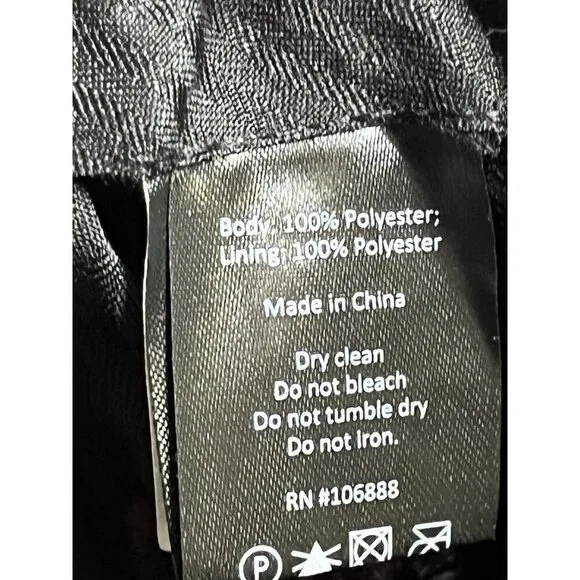 Body: 100% Polyester;
Lining: 100% Polyester
Made in China
Dry clean
Do not bleach
Do not tumble dry
Do not iron.
RN #106888
P